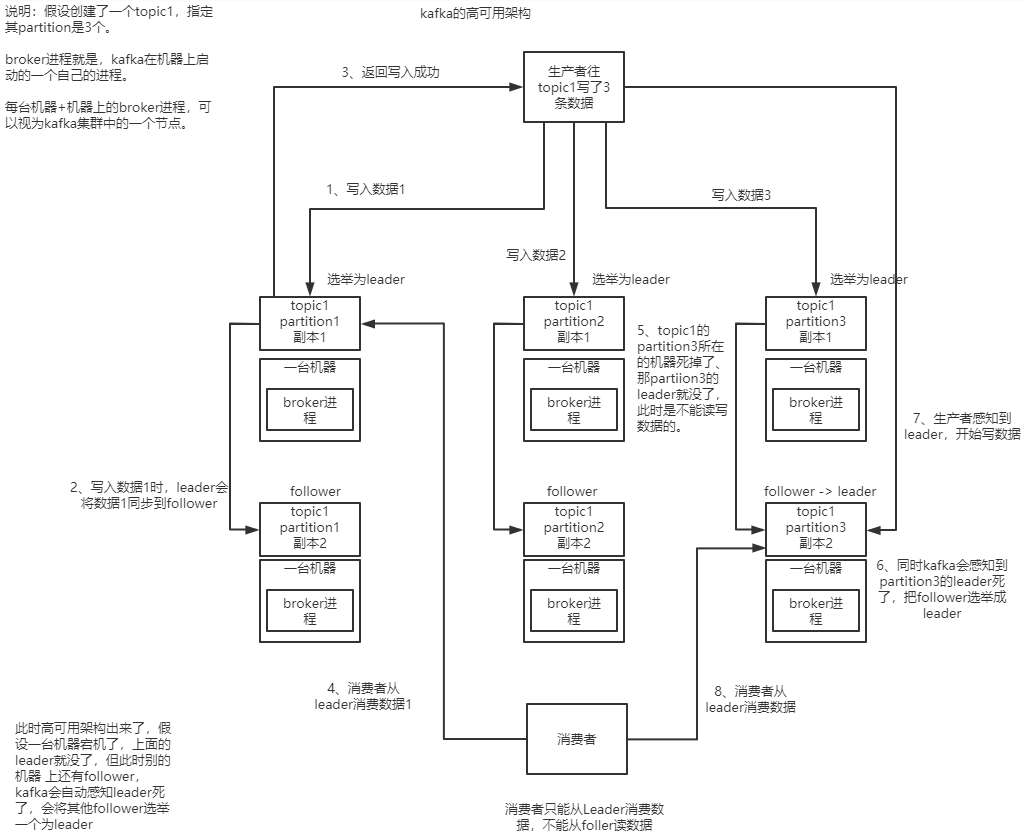 说明：假设创建了一个topic1，指定
其partition是3个。
broker进程就是，kafka在机器上启
动的一个自己的进程。
每台机器+机器上的broker进程，可
以视为kafka集群中的一个节点。
kafka的高可用架构
3、返回写入成功
生产者往
topic1写了3
条数据
1、写入数据1
写入数据2
写入数据3
选举为leader
选举为leader
选举为leader
topic1
partition1
副本1
一台机器
broker进
程
topic1
partition2
副本1
一台机器
broker进
程
5、topic1的
partition3所在
的机器死掉了、
那partiion3的
leader就没了，
此时是不能读写
数据的。
topic1
partition3
副本1
一台机器
broker进
程
7、生产者感知到
leader，开始写数据
2、写入数据1时，leader会
将数据1同步到follower
follower
topic1
partition1
副本2
一台机器
broker进
程
follower
topic1
partition2
副本2
一台机器
broker进
程
follower -> leader
topic1
partition3
副本2
一台机器
broker进
程
6、同时kafka会感知到
partition3的leader死
了，把follower选举成
leader
4、消费者从
leader消费数据1
8、消费者从
leader消费数据
消费者
此时高可用架构出来了，假
设一台机器宕机了，上面的
leader就没了，但此时别的
机器 上还有follower，
kafka会自动感知leader死
了，会将其他follower选举
一个为leader
消费者只能从Leader消费数
据，不能从foller读数据